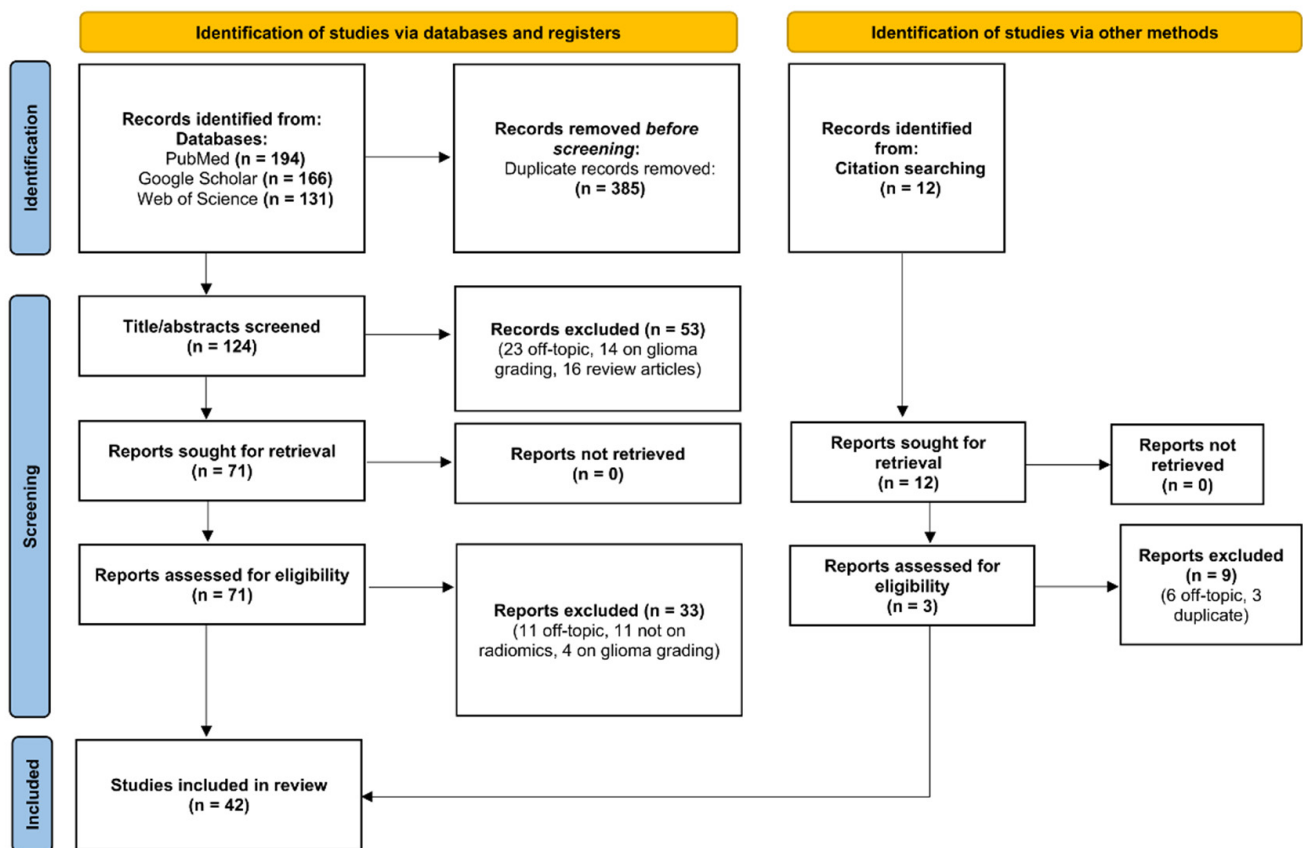 Identification of studies via databases and registers
Identification of studies via other methods
Identification
Records identified from:
Databases:
PubMed (n = 194)
Google Scholar (n = 166)
Web of Science (n = 131)
Records removed before
screening:
Duplicate records removed:
(n = 385)
Records identified
from:
Citation searching
(n = 12)
Screening
Title/abstracts screened
(n = 124)
Records excluded (n = 53)
(23 off-topic, 14 on glioma
grading, 16 review articles)
Reports sought for retrieval
(n = 71)
Reports not retrieved
(n = 0)
Reports sought for
retrieval
(n = 12)
Reports not
retrieved
(n = 0)
Reports assessed for eligibility
(n = 71)
Reports excluded (n = 33)
(11 off-topic, 11 not on
radiomics, 4 on glioma grading)
Reports assessed for
eligibility
(n = 3)
Reports excluded
(n = 9)
(6 off-topic, 3
duplicate)
Included
Studies included in review
(n = 42)